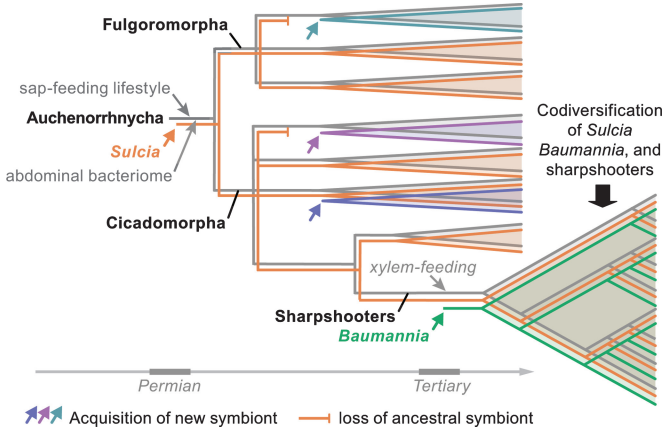 Fulgoromorpha
sap-feeding lifestyle
Auchenorrhnycha
Sulcia
abdominal bacteriome
Cicadomorpha
Codiversification
of Sulcia
Baumannia, and
sharpshooters
xylem-feeding
Sharpshooters
Baumannia
Permian
Tertiary
Acquisition of new symbiont
loss of ancestral symbiont